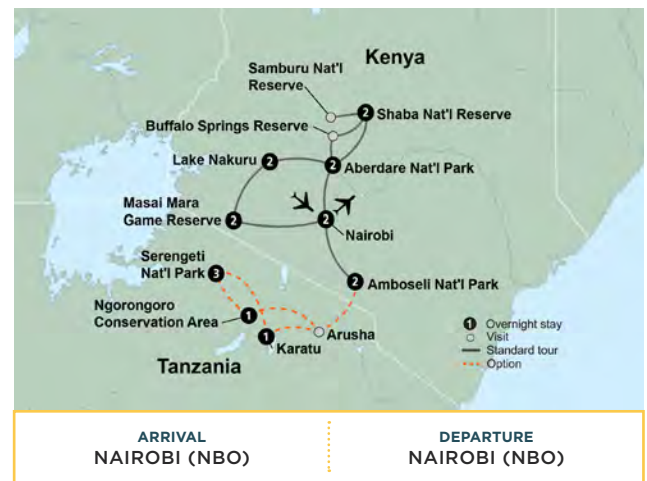 Kenya
Samburu Nat'l
Reserve
2 Shaba Nat'l Reserve
Buffalo Springs Reserve
Lake Nakuru 2
2 Aberdare Nat'l Park
Masai Mara
Game Reserve 2
2
Nairobi
Serengeti
Nat'l Park 3
2 Amboseli Nat'l Park
Ngorongoro
Conservation Area 1
1 Karatu
Arusha
Tanzania
1 Overnight stay
Visit
Standard tour
Option
ARRIVAL
NAIROBI (NBO)
DEPARTURE
NAIROBI (NBO)